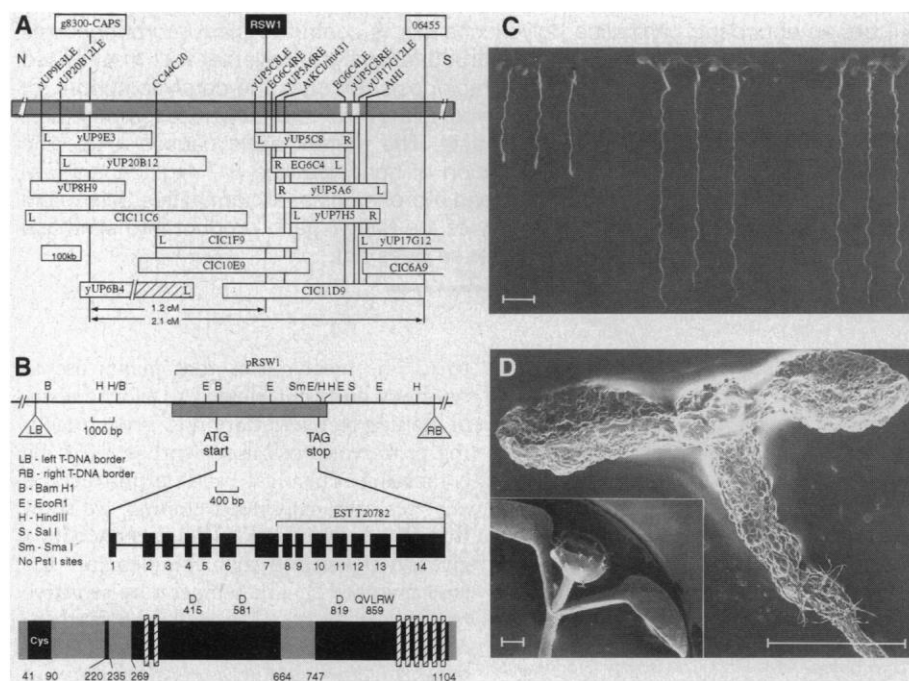 A
g8300-CAPS
RSW1
06455
N
S
yUP9E3LE
yUP20B12LE
CC44C20
yUP5C8LE
EG6C4RE
yUP5A6RE
AKC1/m431
EG6C4LE
yUP5C8RE
yUP17G12LE
AtHI
L yUP9E3
L yUP5C8 R
L yUP20B12
R EG6C4 L
yUP8H9
R yUP5A6 L
L CIC11C6
L yUP7H5 R
100kb
L CIC1F9
L yUP17G12
CIC10E9
CIC6A9
yUP6B4 L
CIC11D9
1.2 cM
2.1 cM
B
pRSW1
B H H/B E B E Sm E/H H E S E H
LB
1000 bp
RB
ATG
start
TAG
stop
LB - left T-DNA border
RB - right T-DNA border
B - Bam H1
E - EcoR1
H - HindIII
S - Sal I
Sm - Sma I
No Pst I sites
400 bp
EST T20782
1 2 3 4 5 6 7 8 9 10 11 12 13 14
D D D QVLRW
415 581 819 859
Cys
41 90 220 235 269 664 747 1104
C
D